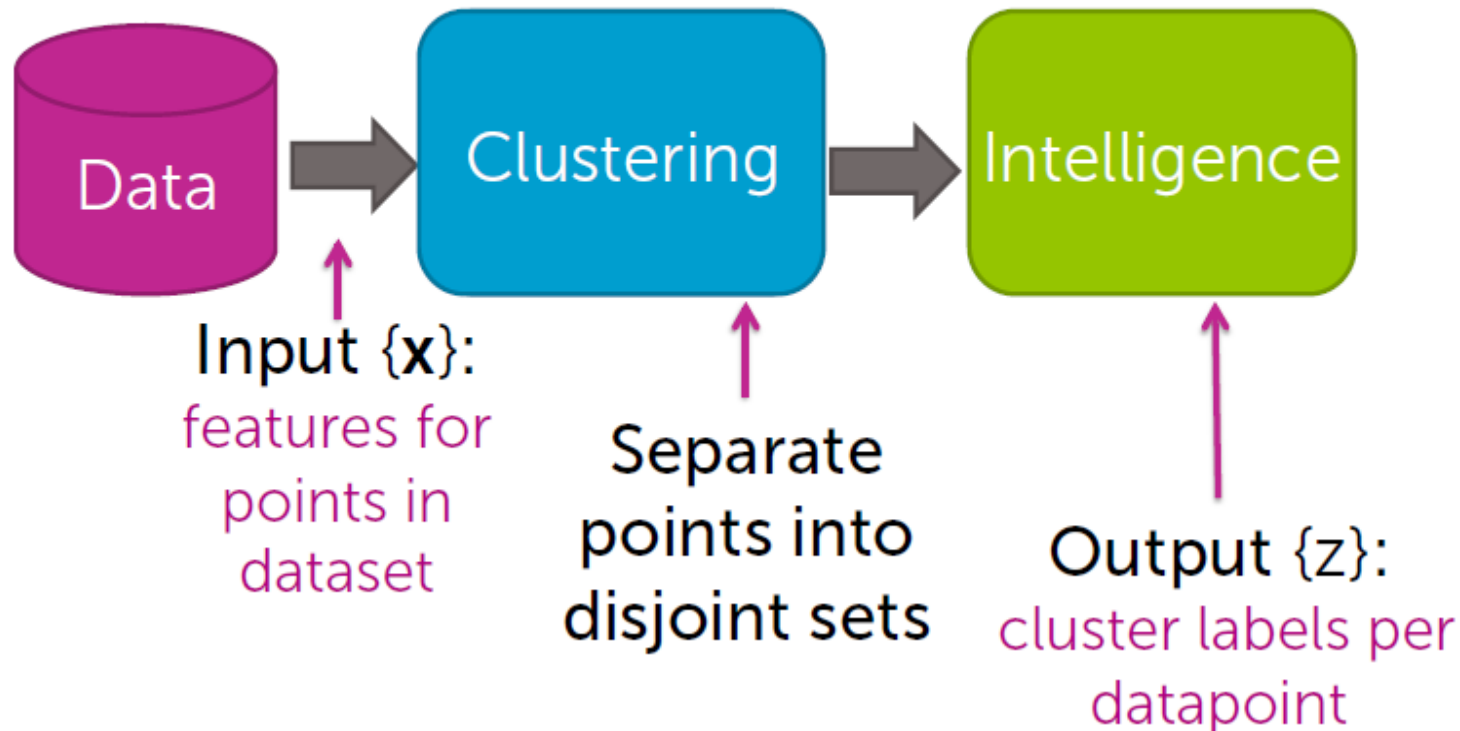 Data
Clustering
Intelligence
Input {x}:
features for
points in
dataset
Separate
points into
disjoint sets
Output {z}:
cluster labels per
datapoint